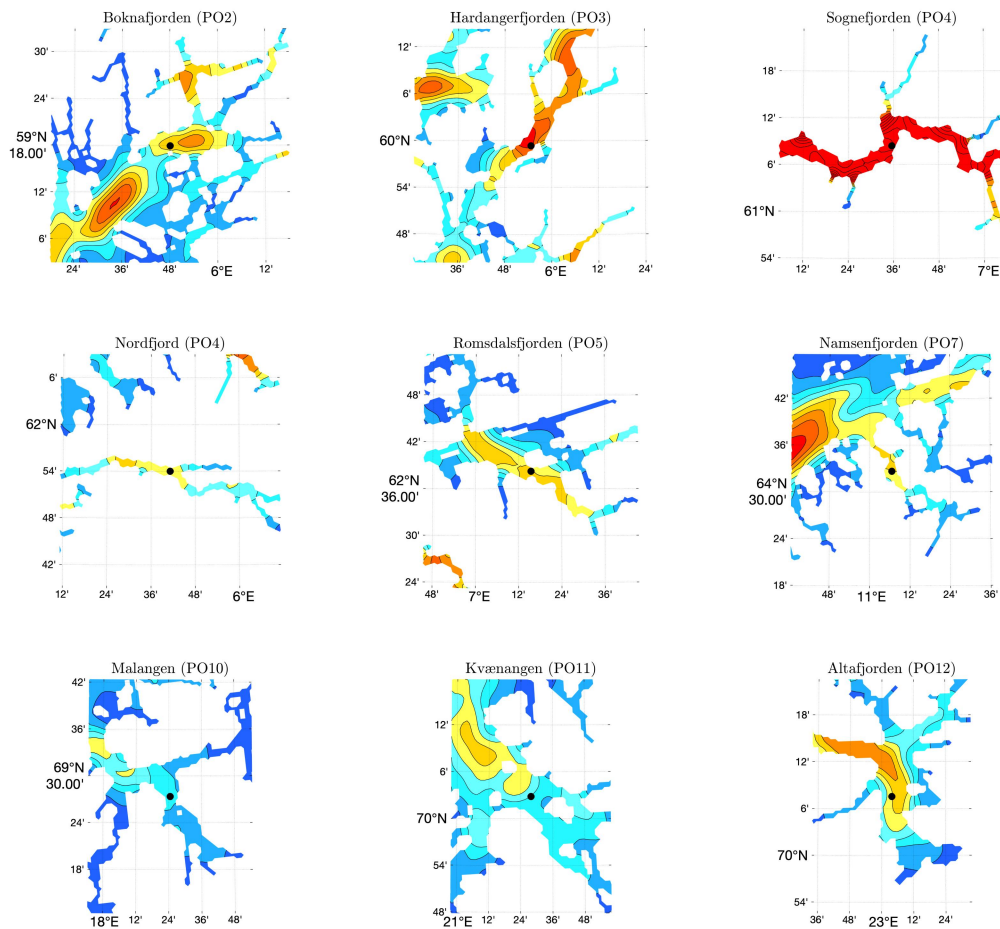 Boknafjorden (PO2)
30'
24'
59°N
18.00'
12'
6'
24'
36'
48'
6°E
12'
Hardangerfjorden (PO3)
12'
6'
60°N
54'
48'
36'
48'
6°E
12'
24'
Sognefjorden (PO4)
18'
12'
6'
61°N
54'
12'
24'
36'
48'
7°E
Nordfjord (PO4)
6'
62°N
54'
48'
42'
12'
24'
36'
48'
6°E
Romsdalsfjorden (PO5)
48'
42'
62°N
36.00'
30'
24'
48'
7°E
12'
24'
36'
Namsenfjorden (PO7)
42'
36'
64°N
30.00'
24'
18'
48'
11°E
12'
24'
36'
Malangen (PO10)
42'
36'
69°N
30.00'
24'
18'
18°E
12'
24'
36'
48'
Kvænangen (PO11)
12'
6'
70°N
54'
48'
21°E
12'
24'
36'
48'
Altafjorden (PO12)
18'
12'
6'
70°N
54'
36'
48'
23°E
12'
24'